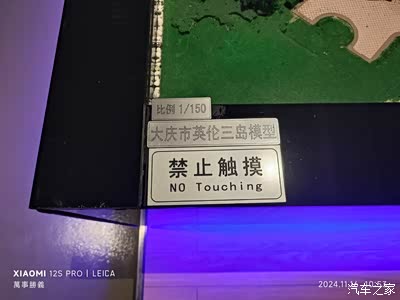 比例 1/150
大庆市英伦三岛模型
禁止触摸
NO Touching
XIAOMI 12S PRO | LEICA
萬事勝義
汽车之家